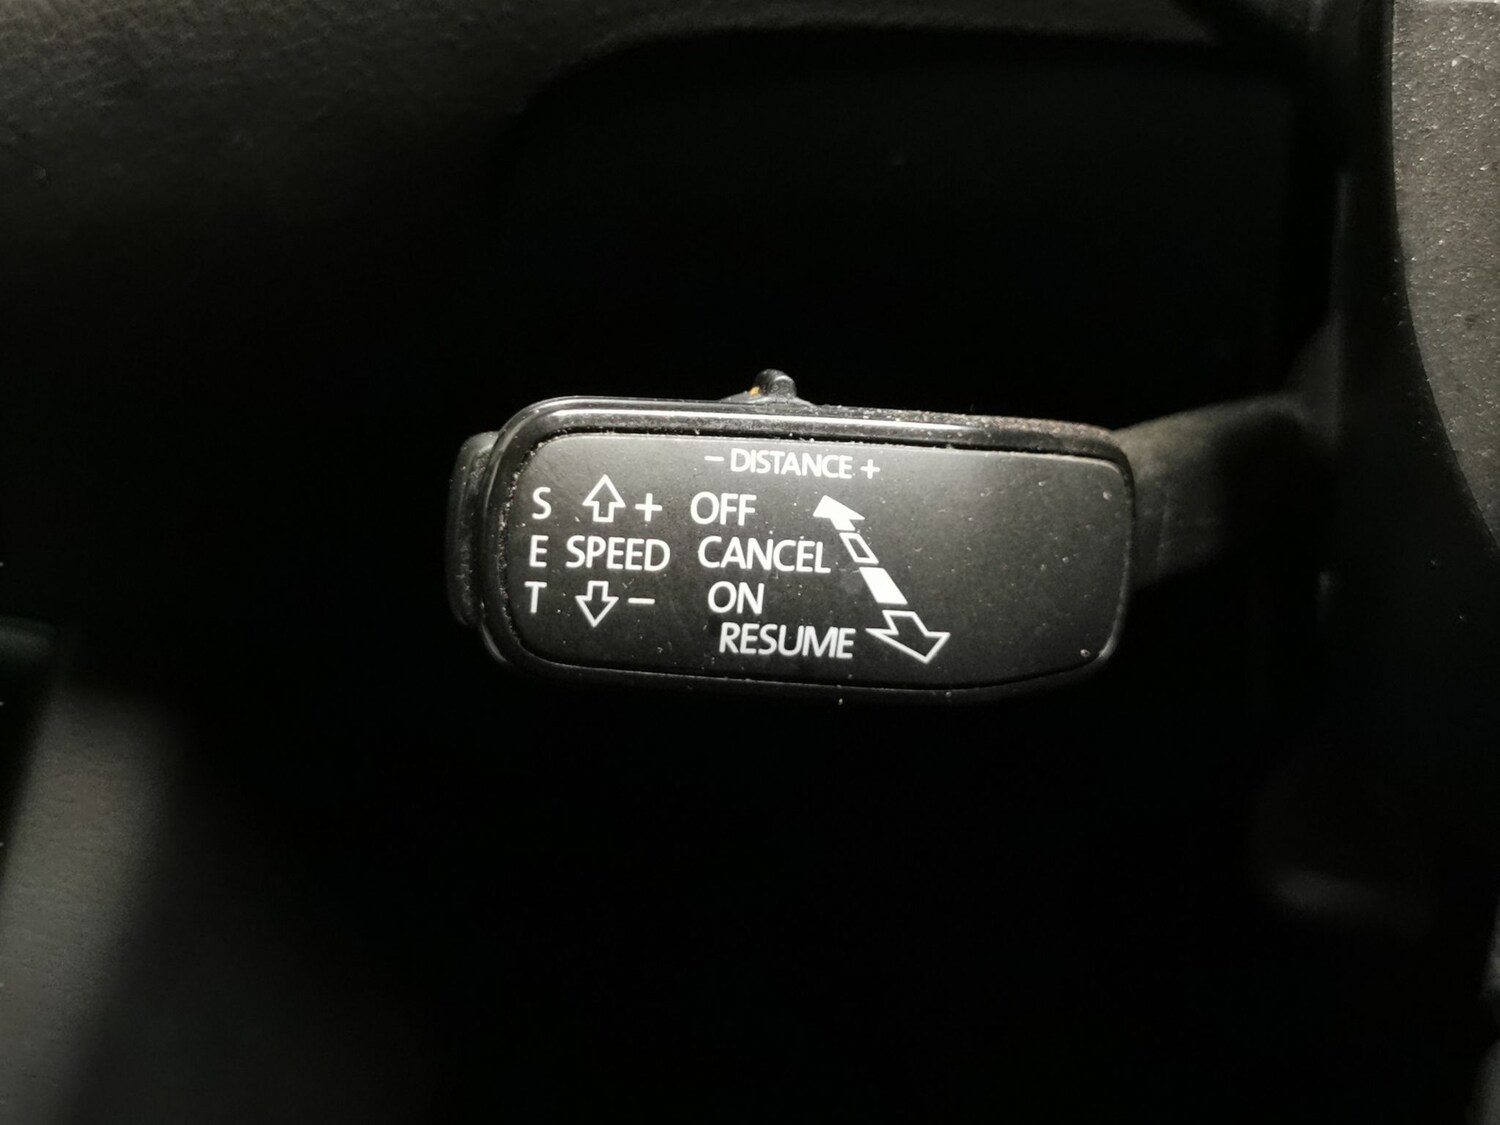 – DISTANCE +
S + OFF
E SPEED CANCEL
T – ON
RESUME